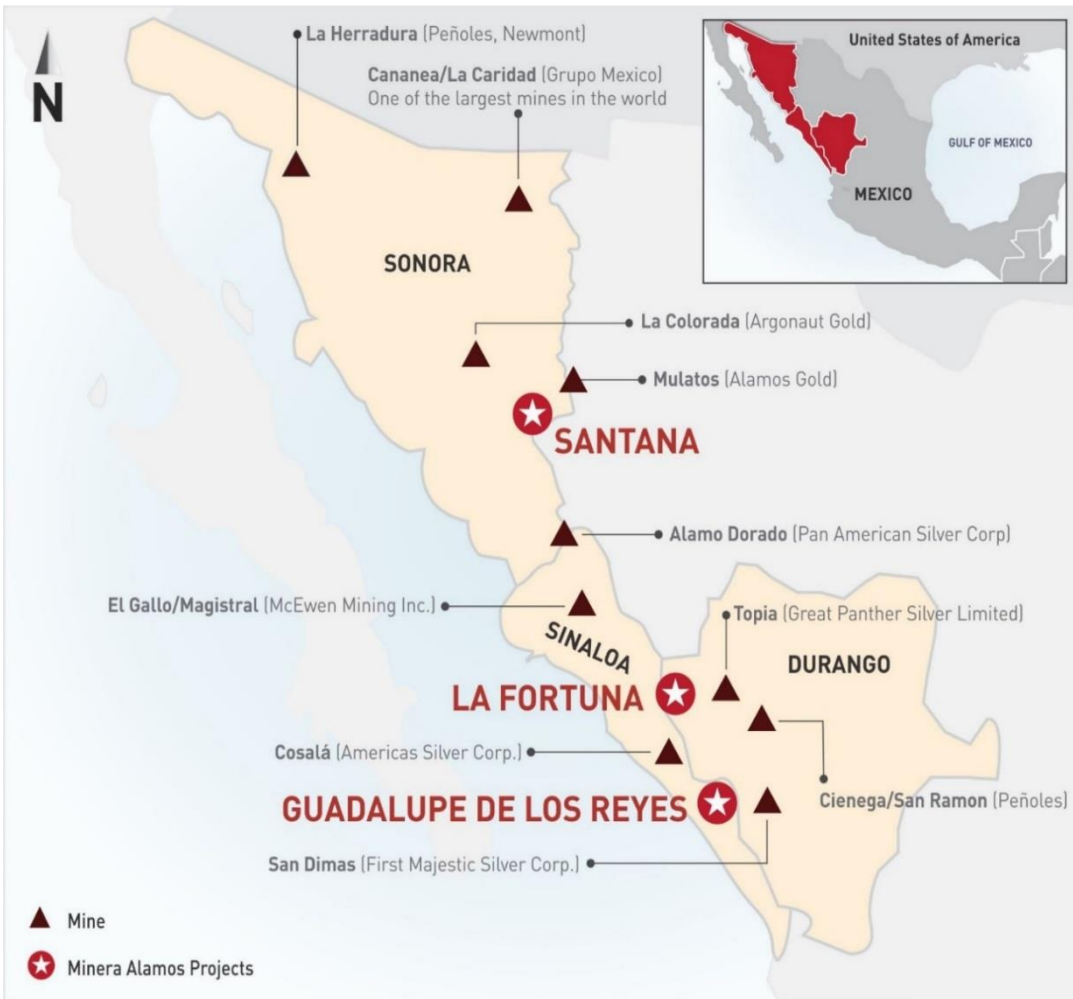 La Herradura (Peñoles, Newmont)
Cananea/La Caridad (Grupo Mexico)
One of the largest mines in the world
N
United States of America
GULF OF MEXICO
MEXICO
SONORA
La Colorada (Argonaut Gold)
Mulatos (Alamos Gold)
SANTANA
Alamo Dorado (Pan American Silver Corp)
El Gallo/Magistral (McEwen Mining Inc.)
Topia (Great Panther Silver Limited)
SINALOA
DURANGO
LA FORTUNA
Cosalá (Americas Silver Corp.)
Cienega/San Ramon (Peñoles)
GUADALUPE DE LOS REYES
San Dimas (First Majestic Silver Corp.)
Mine
Minera Alamos Projects